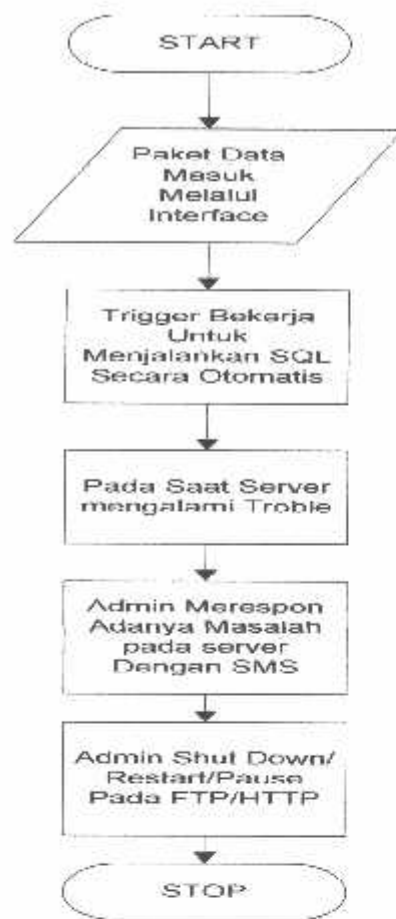 START
Paket Data
Masuk
Melalui
Interface
Trigger Bekerja
Untuk
Menjalankan SQL
Secara Otomatis
Pada Saat Server
mengalami Troble
Admin Merespon
Adanya Masalah
pada server
Dengan SMS
Admin Shut Down/
Restart/Pause
Pada FTP/HTTP
STOP